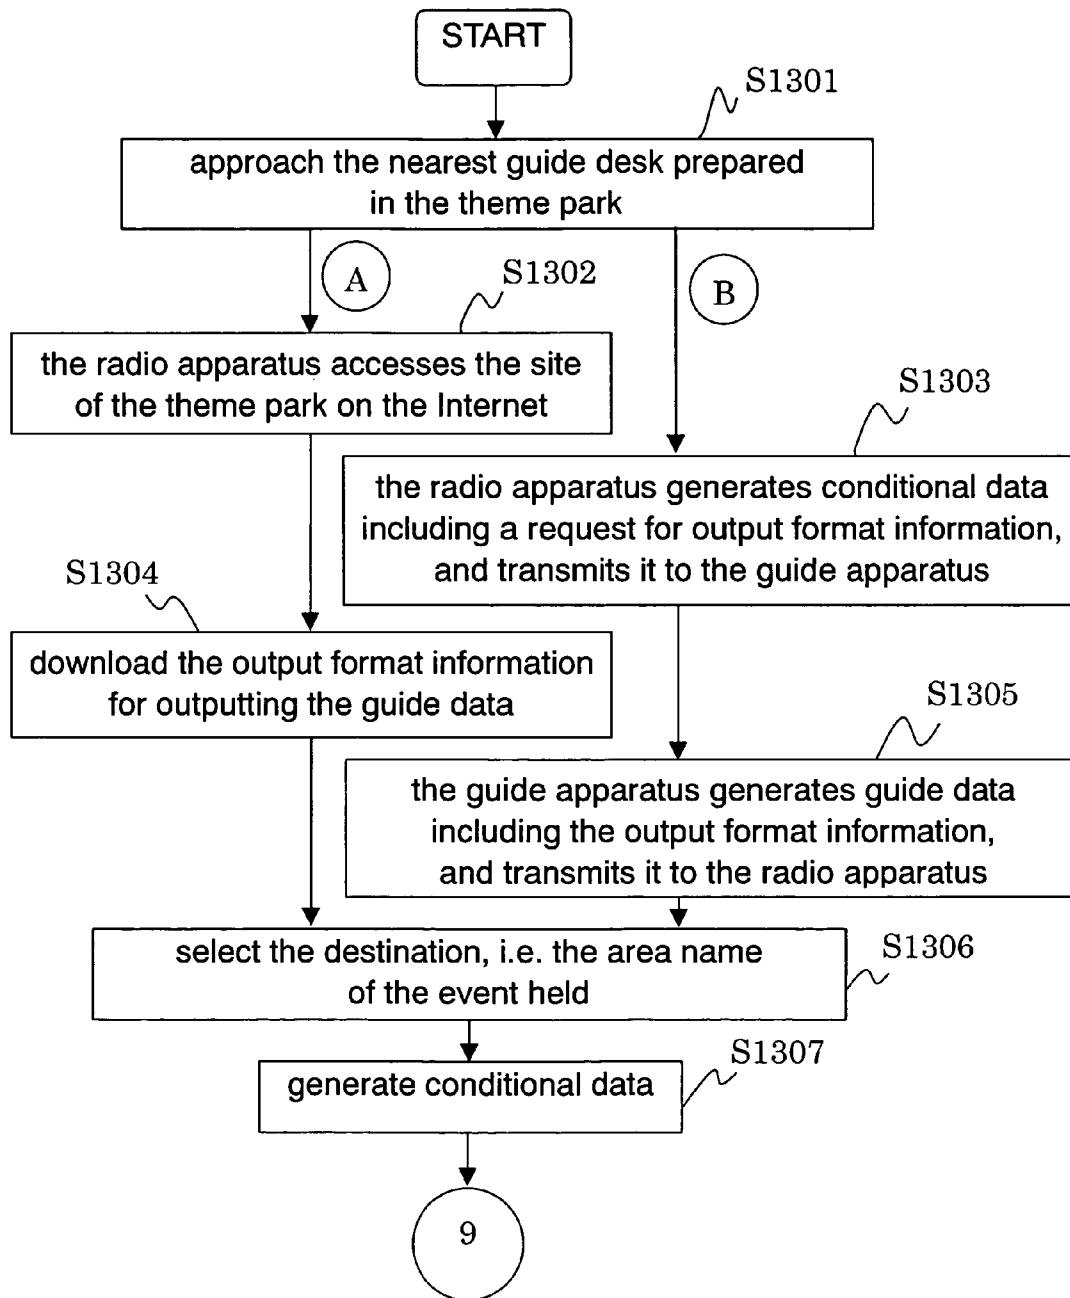 START
S1301
approach the nearest guide desk prepared
in the theme park
A
S1302
B
the radio apparatus accesses the site
of the theme park on the Internet
S1303
the radio apparatus generates conditional data
including a request for output format information,
and transmits it to the guide apparatus
S1304
download the output format information
for outputting the guide data
S1305
the guide apparatus generates guide data
including the output format information,
and transmits it to the radio apparatus
select the destination, i.e. the area name
of the event held
S1306
S1307
generate conditional data
9